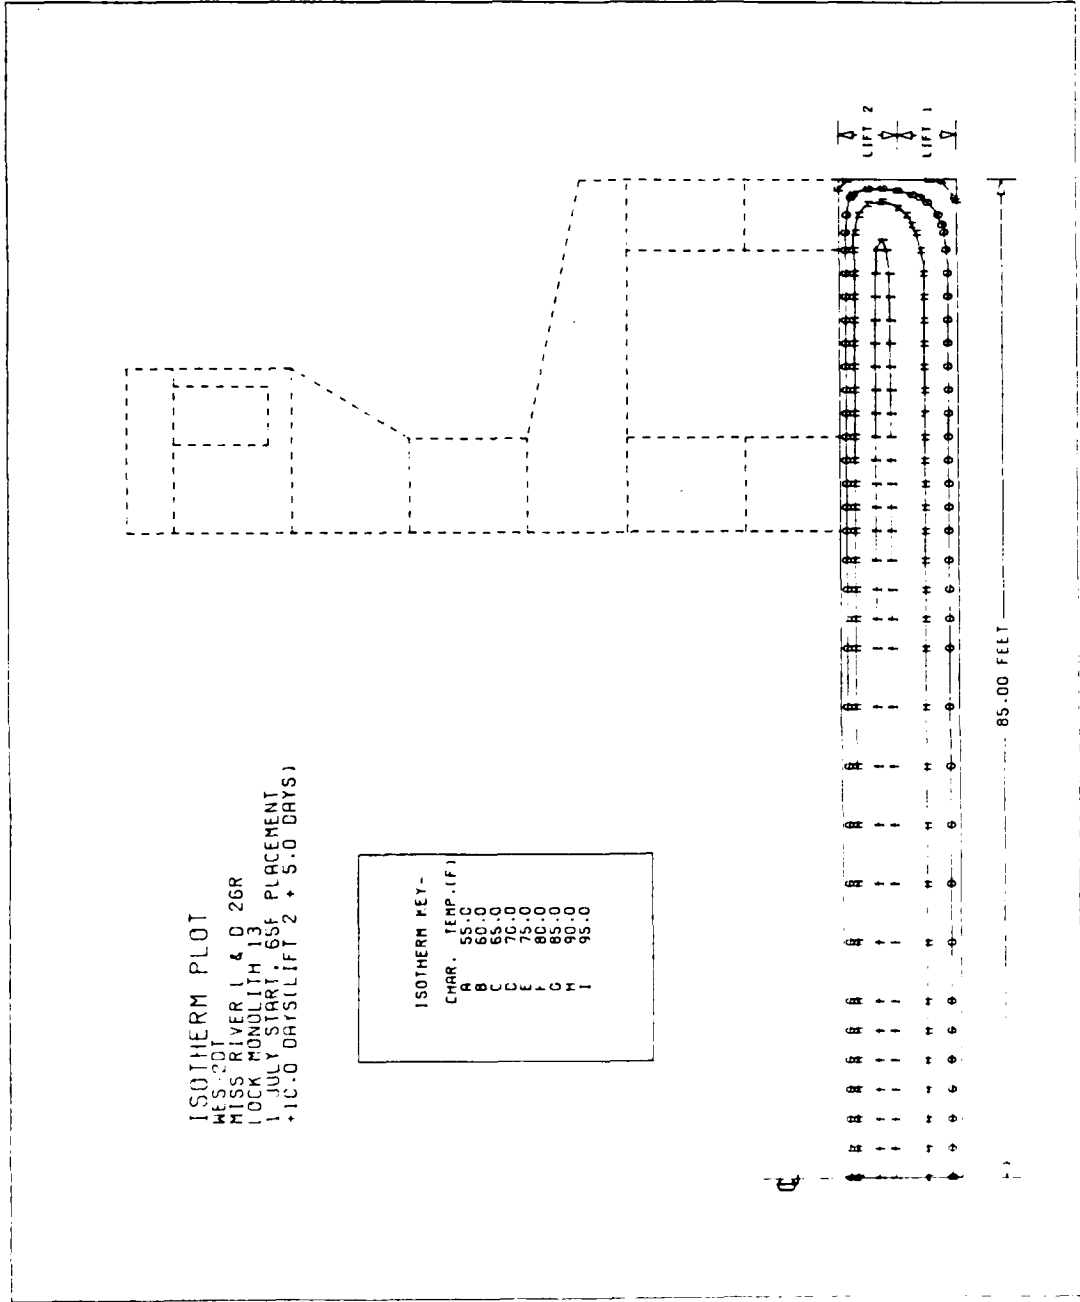 ISOTHERM PLOT
WES-2DT
MISS RIVER L & D 26R
LOCK MONOLITH 13
1 JULY START, 65F PLACEMENT
+10.0 DAYS(LIFT 2 + 5.0 DAYS)
ISOTHERM KEY-
CHAR. TEMP.(F)
A 55.0
B 60.0
C 65.0
D 70.0
E 75.0
F 80.0
G 85.0
H 90.0
I 95.0
LIFT 2
LIFT 1
85.00 FEET